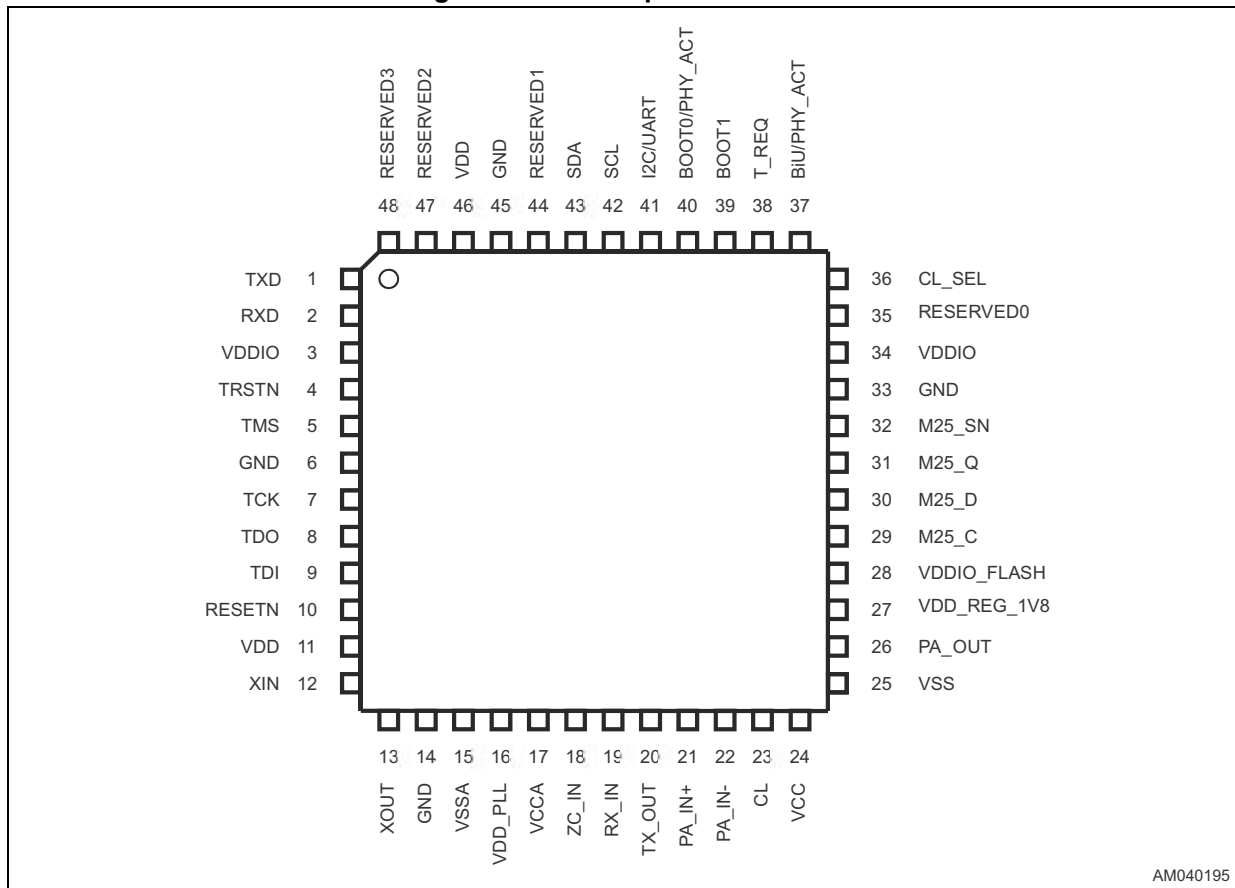 RESERVED3
RESERVED2
VDD
GND
RESERVED1
SDA
SCL
I2C/UART
BOOT0/PHY_ACT
BOOT1
T_REQ
BiU/PHY_ACT
48 47 46 45 44 43 42 41 40 39 38 37
TXD 1
RXD 2
VDDIO 3
TRSTN 4
TMS 5
GND 6
TCK 7
TDO 8
TDI 9
RESETN 10
VDD 11
XIN 12
36 CL_SEL
35 RESERVED0
34 VDDIO
33 GND
32 M25_SN
31 M25_Q
30 M25_D
29 M25_C
28 VDDIO_FLASH
27 VDD_REG_1V8
26 PA_OUT
25 VSS
13 14 15 16 17 18 19 20 21 22 23 24
XOUT
GND
VSSA
VDD_PLL
VCCA
ZC_IN
RX_IN
TX_OUT
PA_IN+
PA_IN-
CL
VCC
AM040195